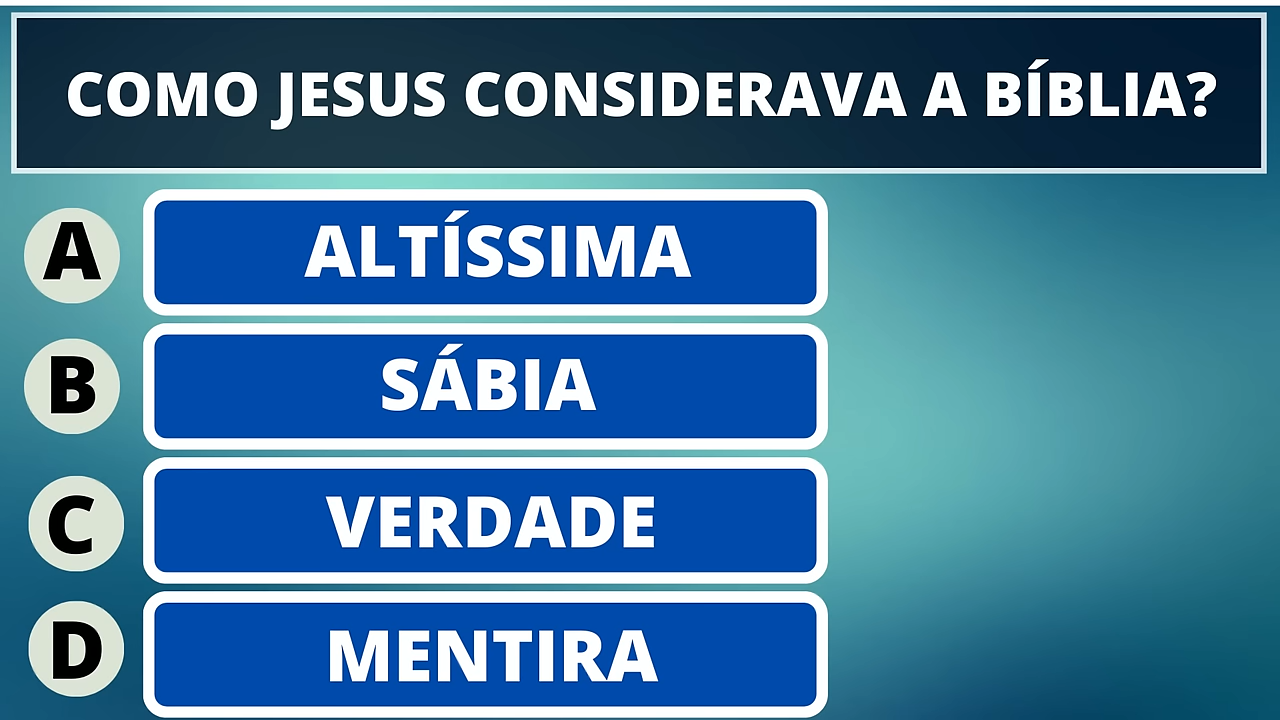 COMO JESUS CONSIDERAVA A BÍBLIA?
A ALTÍSSIMA
B SÁBIA
C VERDADE
D MENTIRA